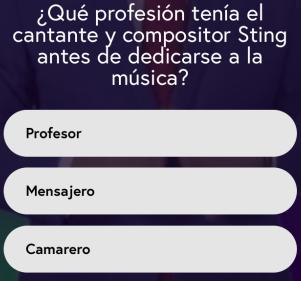 ¿Qué profesión tenía el
cantante y compositor Sting
antes de dedicarse a la
música?
Profesor
Mensajero
Camarero